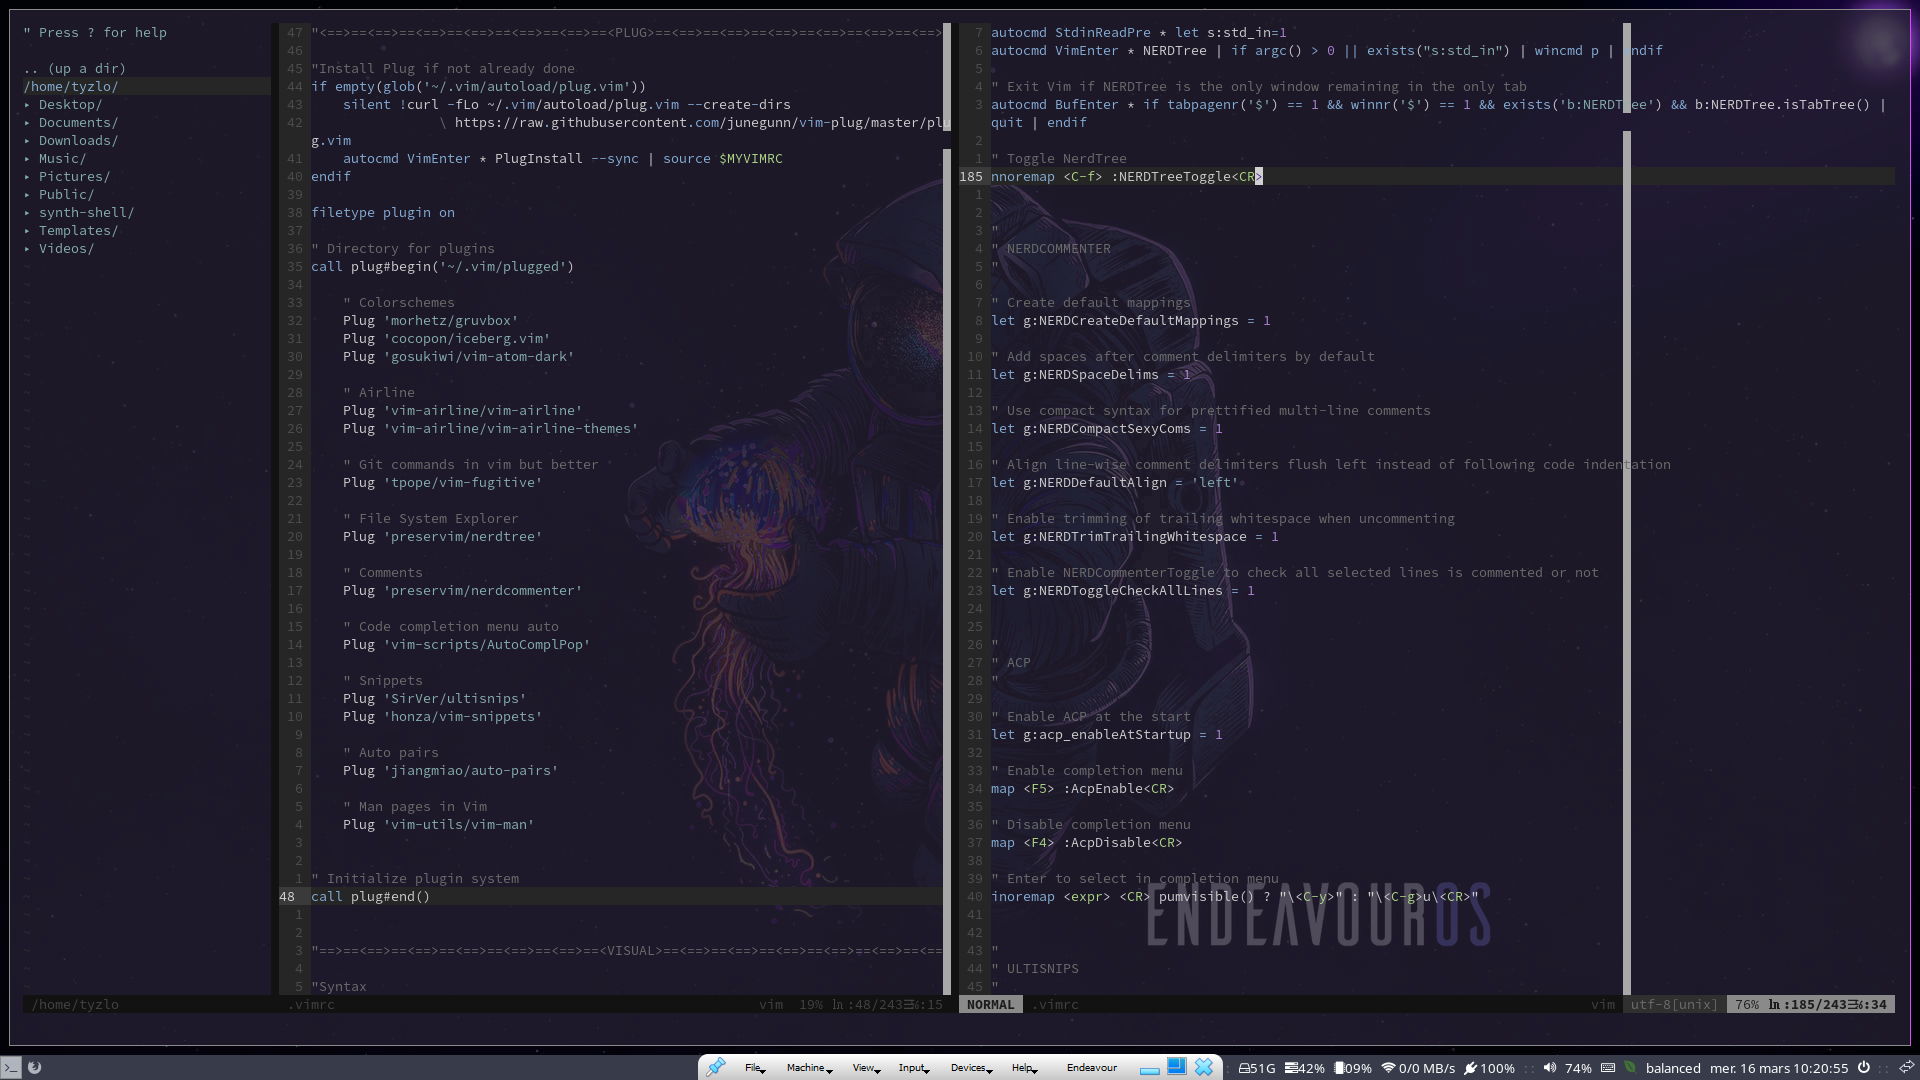 " Press ? for help
.. (up a dir)
/home/tyzlo/
▸ Desktop/
▸ Documents/
▸ Downloads/
▸ Music/
▸ Pictures/
▸ Public/
▸ synth-shell/
▸ Templates/
▸ Videos/
/home/tyzlo
47 "<==>==<==>==<==>==<==>==<==>==<==>==<PLUG>==<==>==<==>==<==>==<==>==<==>==<==>
46
45 "Install Plug if not already done
44 if empty(glob('~/.vim/autoload/plug.vim'))
43     silent !curl -fLo ~/.vim/autoload/plug.vim --create-dirs
42                 \ https://raw.githubusercontent.com/junegunn/vim-plug/master/plu
g.vim
41     autocmd VimEnter * PlugInstall --sync | source $MYVIMRC
40 endif
39
38 filetype plugin on
37
36 " Directory for plugins
35 call plug#begin('~/.vim/plugged')
34
33     " Colorschemes
32     Plug 'morhetz/gruvbox'
31     Plug 'cocopon/iceberg.vim'
30     Plug 'gosukiwi/vim-atom-dark'
29
28     " Airline
27     Plug 'vim-airline/vim-airline'
26     Plug 'vim-airline/vim-airline-themes'
25
24     " Git commands in vim but better
23     Plug 'tpope/vim-fugitive'
22
21     " File System Explorer
20     Plug 'preservim/nerdtree'
19
18     " Comments
17     Plug 'preservim/nerdcommenter'
16
15     " Code completion menu auto
14     Plug 'vim-scripts/AutoComplPop'
13
12     " Snippets
11     Plug 'SirVer/ultisnips'
10     Plug 'honza/vim-snippets'
9
8     " Auto pairs
7     Plug 'jiangmiao/auto-pairs'
6
5     " Man pages in Vim
4     Plug 'vim-utils/vim-man'
3
2
1 " Initialize plugin system
48 call plug#end()
1
2
3 "==>==<==>==<==>==<==>==<==>==<==>==<VISUAL>==<==>==<==>==<==>==<==>==<==>==<==
4
5 "Syntax
.vimrc vim 19% ln :48/243☰℅:15
7 autocmd StdinReadPre * let s:std_in=1
6 autocmd VimEnter * NERDTree | if argc() > 0 || exists("s:std_in") | wincmd p | endif
5
4 " Exit Vim if NERDTree is the only window remaining in the only tab
3 autocmd BufEnter * if tabpagenr('$') == 1 && winnr('$') == 1 && exists('b:NERDTree') && b:NERDTree.isTabTree() |
quit | endif
2
1 " Toggle NerdTree
185 nnoremap <C-f> :NERDTreeToggle<CR>
1
2
3 "
4 " NERDCOMMENTER
5 "
6
7 " Create default mappings
8 let g:NERDCreateDefaultMappings = 1
9
10 " Add spaces after comment delimiters by default
11 let g:NERDSpaceDelims = 1
12
13 " Use compact syntax for prettified multi-line comments
14 let g:NERDCompactSexyComs = 1
15
16 " Align line-wise comment delimiters flush left instead of following code indentation
17 let g:NERDDefaultAlign = 'left'
18
19 " Enable trimming of trailing whitespace when uncommenting
20 let g:NERDTrimTrailingWhitespace = 1
21
22 " Enable NERDCommenterToggle to check all selected lines is commented or not
23 let g:NERDToggleCheckAllLines = 1
24
25
26 "
27 " ACP
28 "
29
30 " Enable ACP at the start
31 let g:acp_enableAtStartup = 1
32
33 " Enable completion menu
34 map <F5> :AcpEnable<CR>
35
36 " Disable completion menu
37 map <F4> :AcpDisable<CR>
38
39 " Enter to select in completion menu
40 inoremap <expr> <CR> pumvisible() ? "\<C-y>" : "\<C-g>u\<CR>"
41
42
43 "
44 " ULTISNIPS
45 "
ENDEAVOUROS
NORMAL .vimrc vim utf-8[unix] 76% ln :185/243☰℅:34
File Machine View Input Devices Help Endeavour
51G 42% 09% 0/0 MB/s 100% 74% balanced mer. 16 mars 10:20:55